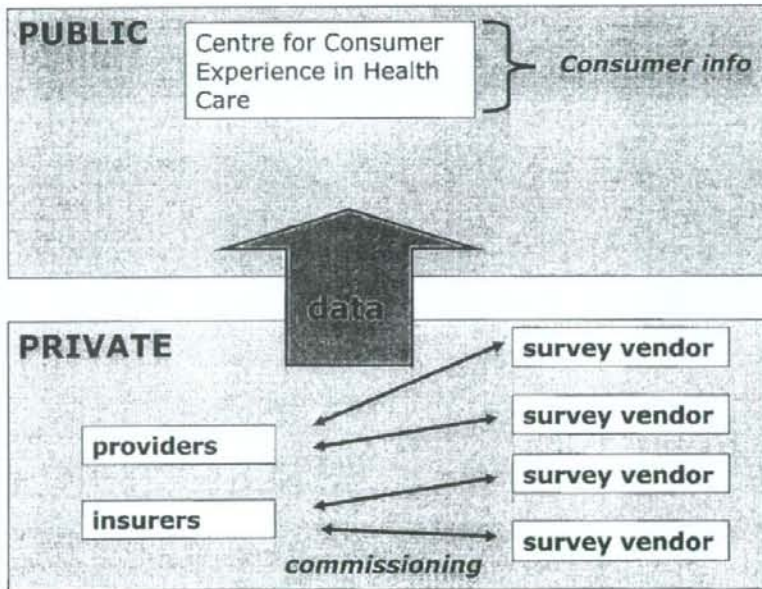 PUBLIC
Centre for Consumer
Experience in Health
Care
Consumer info
data
PRIVATE
survey vendor
survey vendor
providers
survey vendor
insurers
survey vendor
commissioning